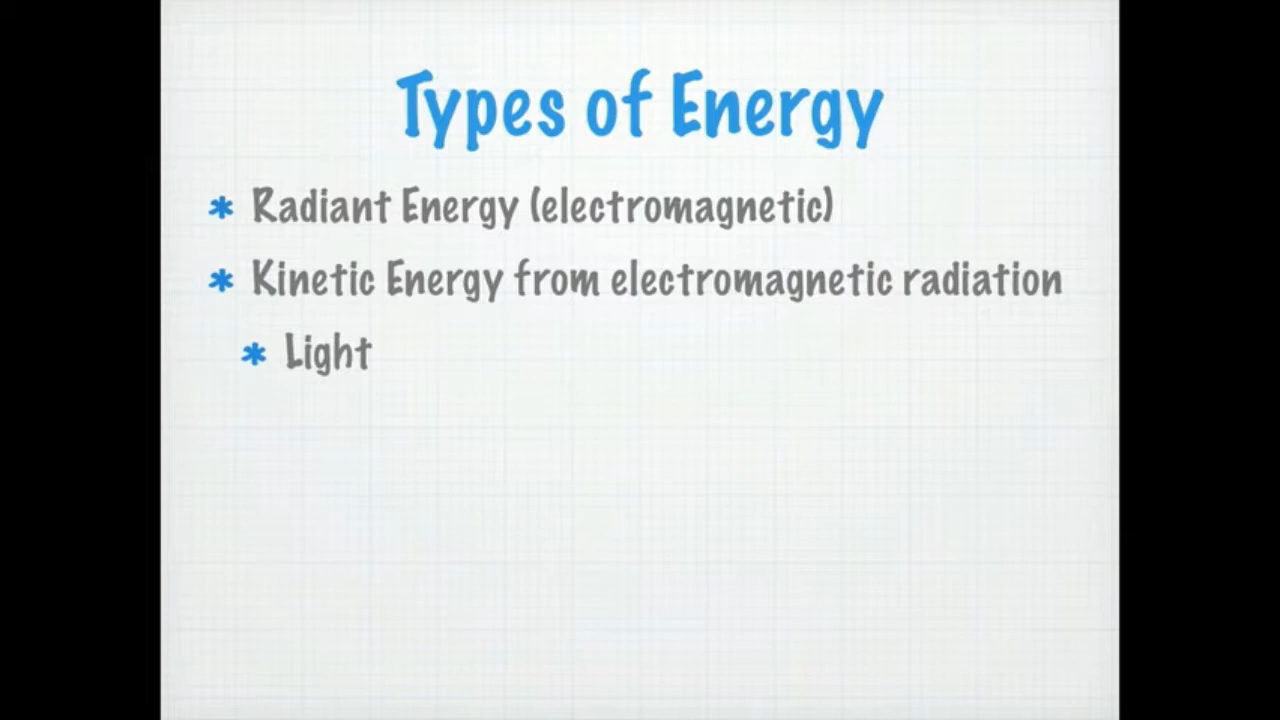 Types of Energy
* Radiant Energy (electromagnetic)
* Kinetic Energy from electromagnetic radiation
* Light